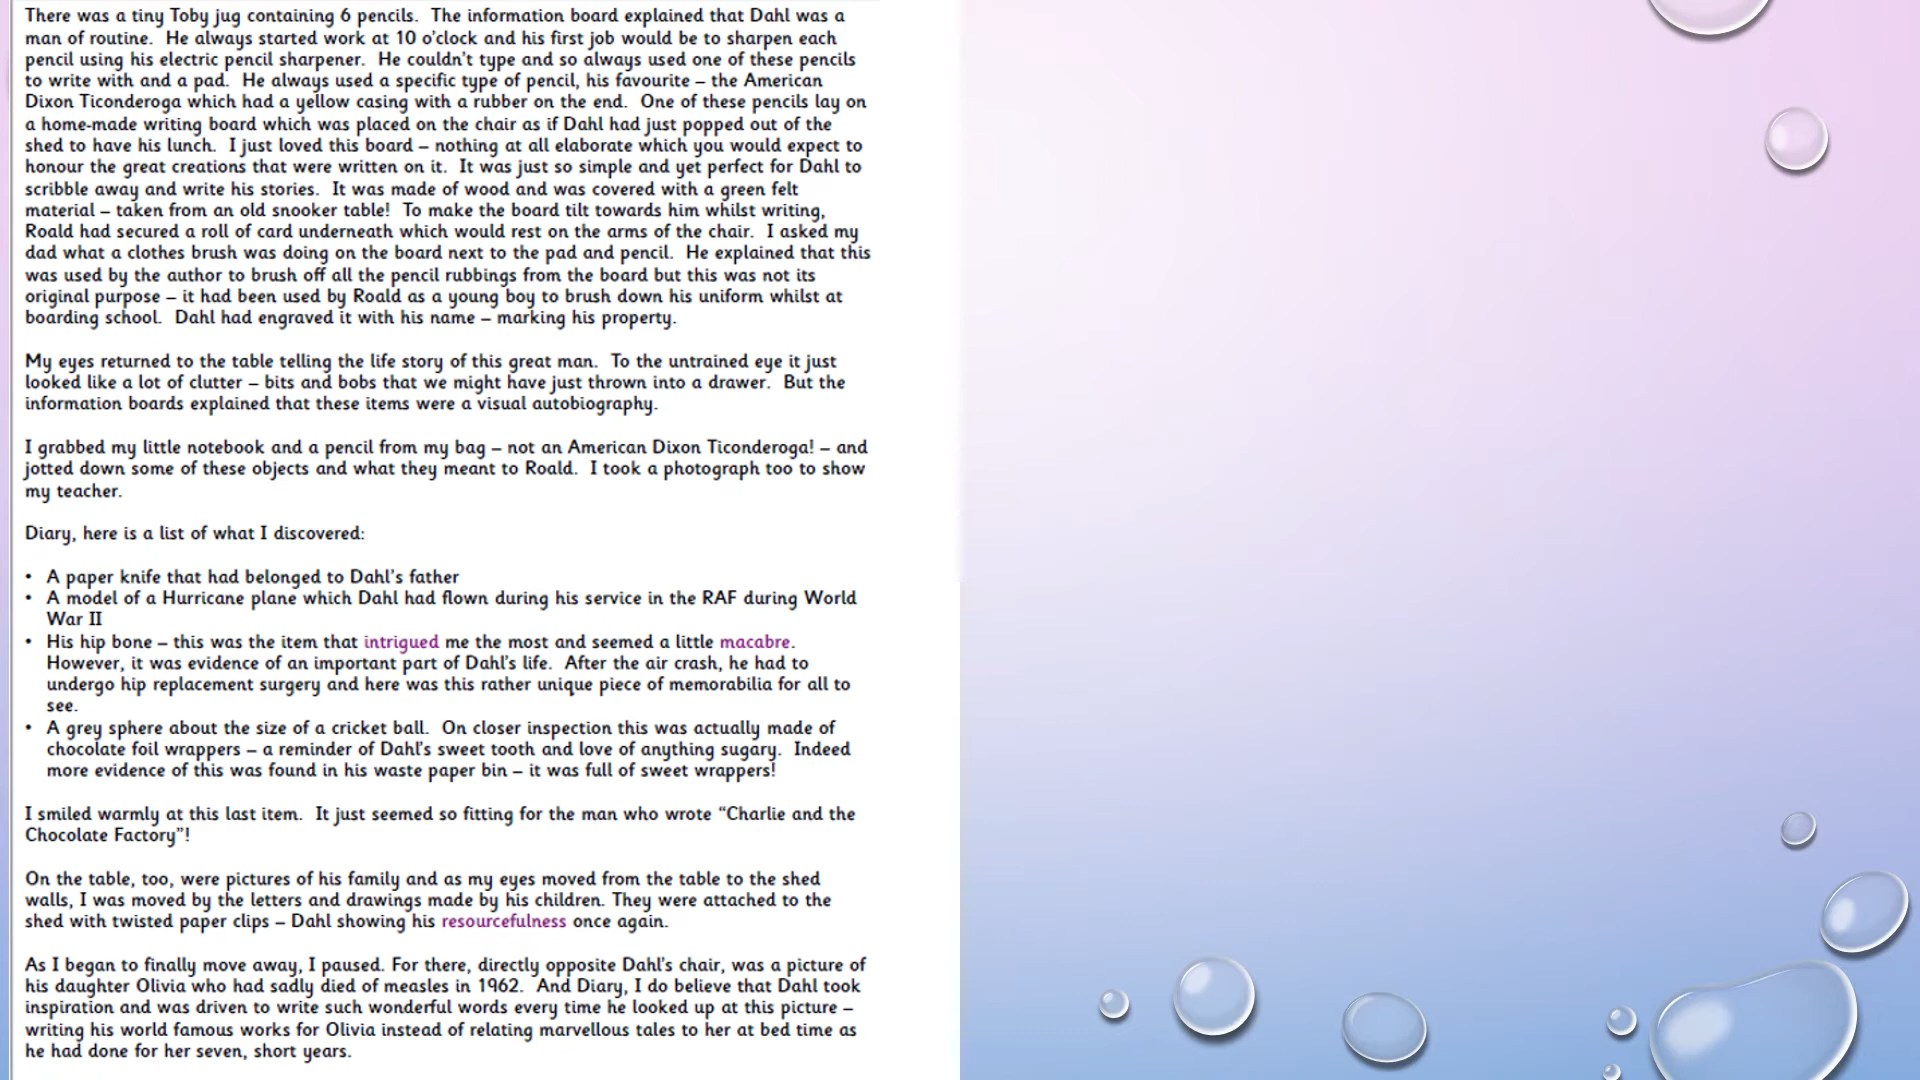 There was a tiny Toby jug containing 6 pencils.  The information board explained that Dahl was a
man of routine.  He always started work at 10 o'clock and his first job would be to sharpen each
pencil using his electric pencil sharpener.  He couldn't type and so always used one of these pencils
to write with and a pad.  He always used a specific type of pencil, his favourite – the American
Dixon Ticonderoga which had a yellow casing with a rubber on the end.  One of these pencils lay on
a home-made writing board which was placed on the chair as if Dahl had just popped out of the
shed to have his lunch.  I just loved this board – nothing at all elaborate which you would expect to
honour the great creations that were written on it.  It was just so simple and yet perfect for Dahl to
scribble away and write his stories.  It was made of wood and was covered with a green felt
material – taken from an old snooker table!  To make the board tilt towards him whilst writing,
Roald had secured a roll of card underneath which would rest on the arms of the chair.  I asked my
dad what a clothes brush was doing on the board next to the pad and pencil.  He explained that this
was used by the author to brush off all the pencil rubbings from the board but this was not its
original purpose – it had been used by Roald as a young boy to brush down his uniform whilst at
boarding school.  Dahl had engraved it with his name – marking his property.
My eyes returned to the table telling the life story of this great man.  To the untrained eye it just
looked like a lot of clutter – bits and bobs that we might have just thrown into a drawer.  But the
information boards explained that these items were a visual autobiography.
I grabbed my little notebook and a pencil from my bag – not an American Dixon Ticonderoga! – and
jotted down some of these objects and what they meant to Roald.  I took a photograph too to show
my teacher.
Diary, here is a list of what I discovered:
• A paper knife that had belonged to Dahl's father
• A model of a Hurricane plane which Dahl had flown during his service in the RAF during World
War II
• His hip bone – this was the item that intrigued me the most and seemed a little macabre.
However, it was evidence of an important part of Dahl's life.  After the air crash, he had to
undergo hip replacement surgery and here was this rather unique piece of memorabilia for all to
see.
• A grey sphere about the size of a cricket ball.  On closer inspection this was actually made of
chocolate foil wrappers – a reminder of Dahl's sweet tooth and love of anything sugary.  Indeed
more evidence of this was found in his waste paper bin – it was full of sweet wrappers!
I smiled warmly at this last item.  It just seemed so fitting for the man who wrote “Charlie and the
Chocolate Factory”!
On the table, too, were pictures of his family and as my eyes moved from the table to the shed
walls, I was moved by the letters and drawings made by his children. They were attached to the
shed with twisted paper clips – Dahl showing his resourcefulness once again.
As I began to finally move away, I paused. For there, directly opposite Dahl's chair, was a picture of
his daughter Olivia who had sadly died of measles in 1962.  And Diary, I do believe that Dahl took
inspiration and was driven to write such wonderful words every time he looked up at this picture –
writing his world famous works for Olivia instead of relating marvellous tales to her at bed time as
he had done for her seven, short years.